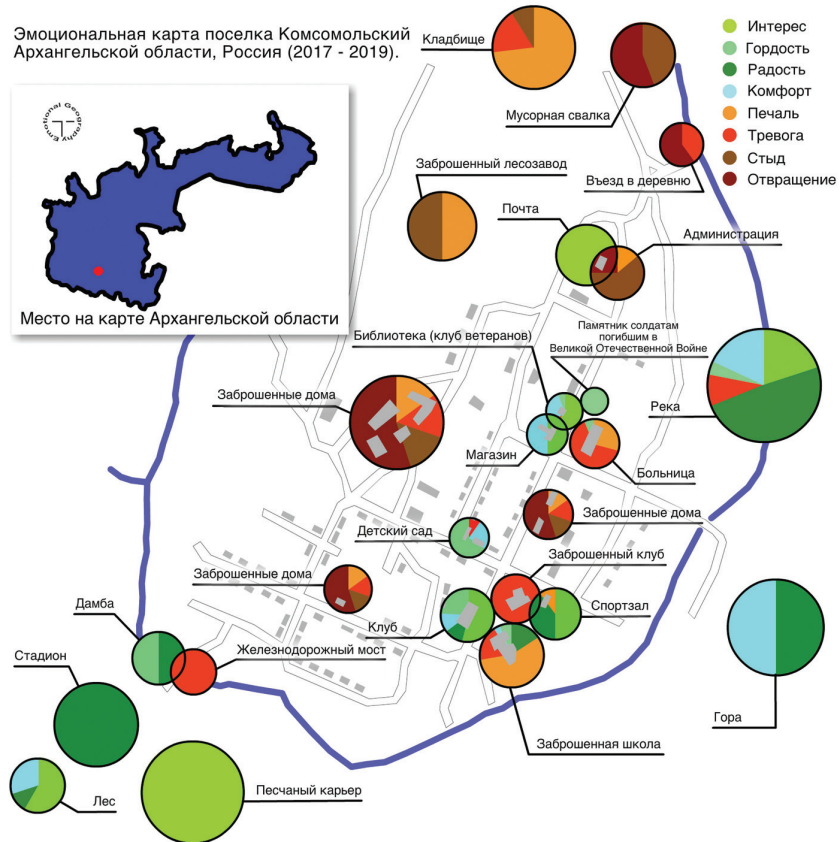 Эмоциональная карта поселка Комсомольский
Архангельской области, Россия (2017 - 2019).
Emotional Geography
Место на карте Архангельской области
Интерес
Гордость
Радость
Комфорт
Печаль
Тревога
Стыд
Отвращение
Кладбище
Мусорная свалка
Заброшенный лесозавод
Въезд в деревню
Почта
Администрация
Библиотека (клуб ветеранов)
Памятник солдатам
погибшим в
Великой Отечественной Войне
Заброшенные дома
Река
Магазин
Больница
Детский сад
Заброшенные дома
Заброшенный клуб
Заброшенные дома
Дамба
Клуб
Спортзал
Железнодорожный мост
Стадион
Гора
Заброшенная школа
Лес
Песчаный карьер